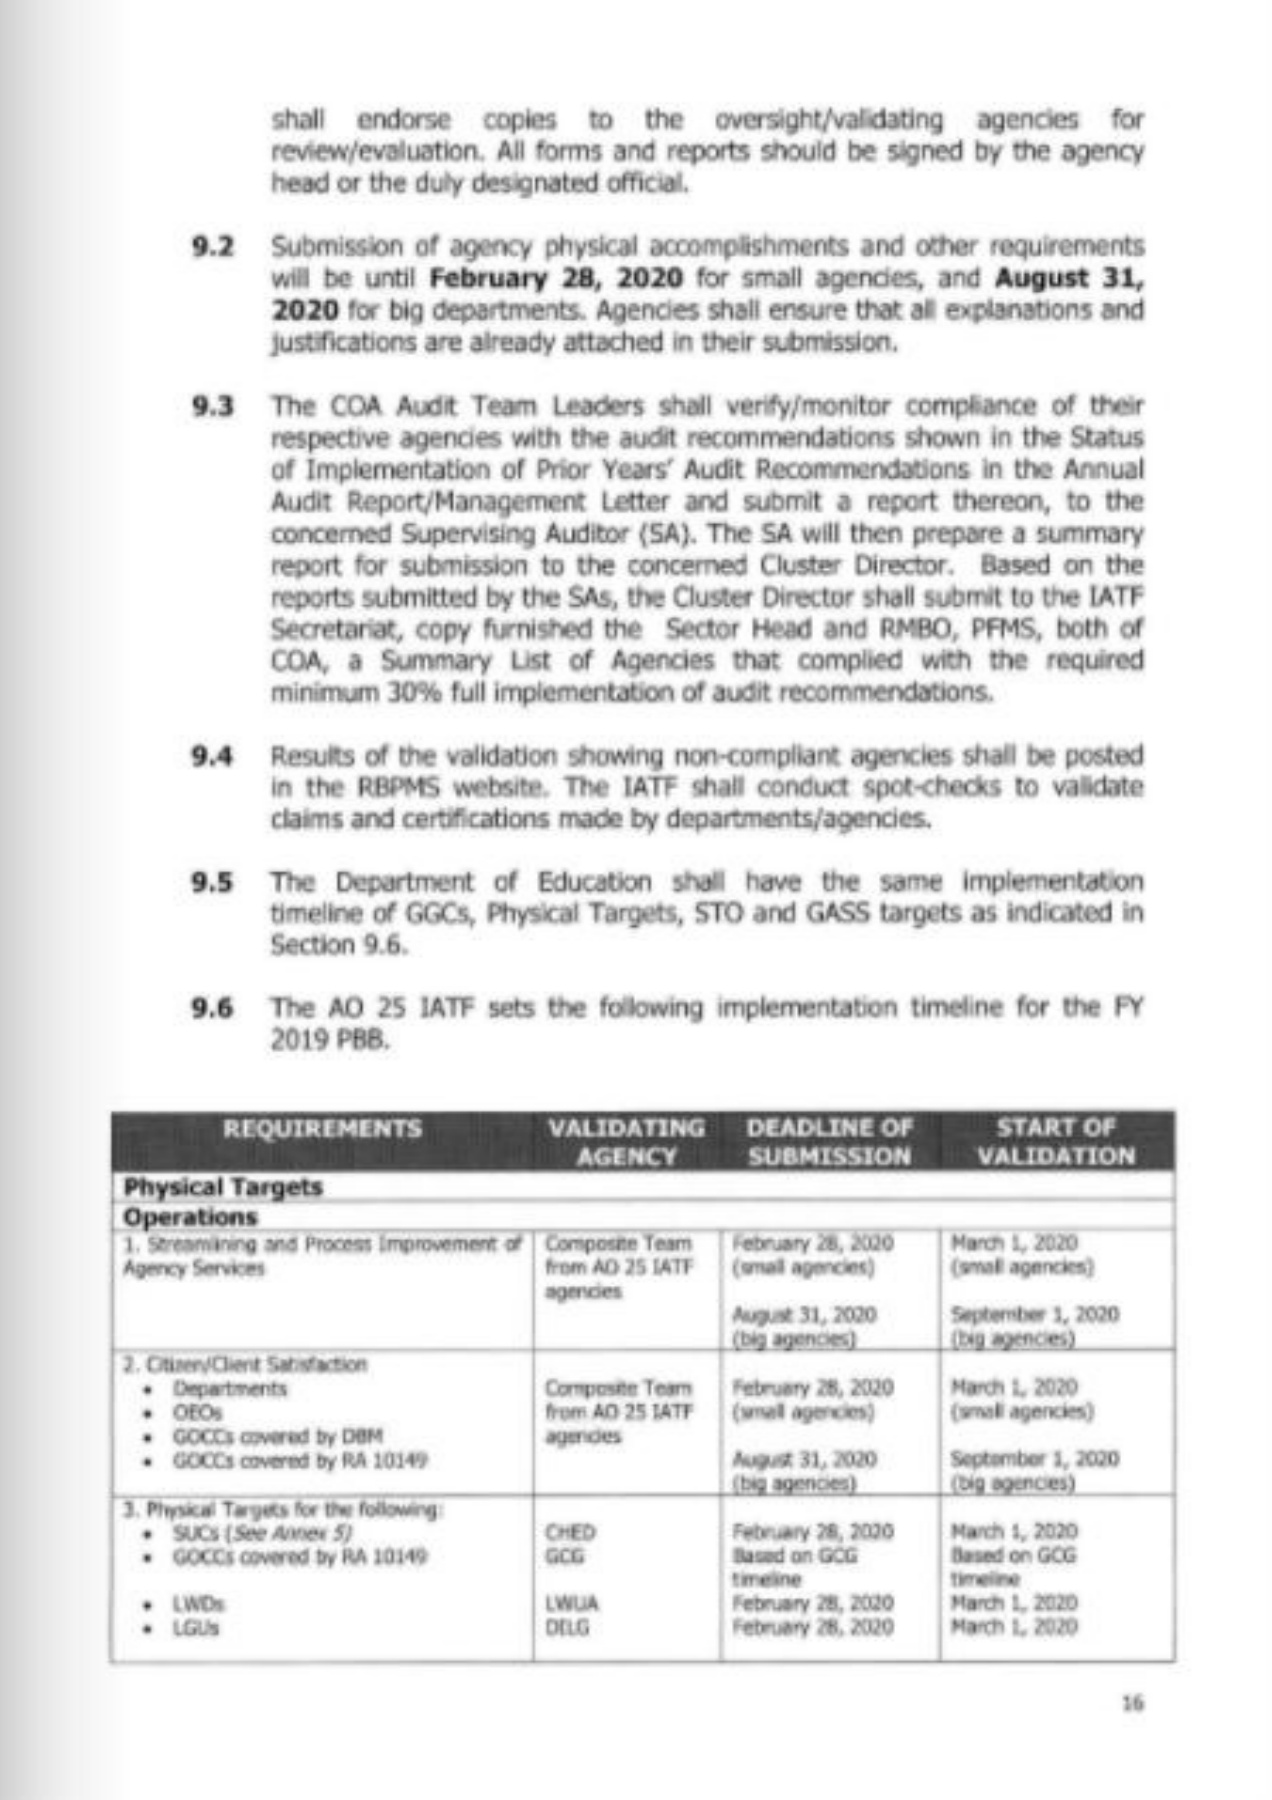 shall endorse copies to the oversight/validating agencies for
review/evaluation. All forms and reports should be signed by the agency
head or the duly designated official.
9.2 Submission of agency physical accomplishments and other requirements
will be until February 28, 2020 for small agencies, and August 31,
2020 for big departments. Agencies shall ensure that all explanations and
justifications are already attached in their submission.
9.3 The COA Audit Team Leaders shall verify/monitor compliance of their
respective agencies with the audit recommendations shown in the Status
of Implementation of Prior Years' Audit Recommendations in the Annual
Audit Report/Management Letter and submit a report thereon, to the
concerned Supervising Auditor (SA). The SA will then prepare a summary
report for submission to the concerned Cluster Director. Based on the
reports submitted by the SAs, the Cluster Director shall submit to the IATF
Secretariat, copy furnished the Sector Head and RMBO, PFMS, both of
COA, a Summary List of Agencies that complied with the required
minimum 30% full implementation of audit recommendations.
9.4 Results of the validation showing non-compliant agencies shall be posted
in the RBPMS website. The IATF shall conduct spot-checks to validate
claims and certifications made by departments/agencies.
9.5 The Department of Education shall have the same implementation
timeline of GGCs, Physical Targets, STO and GASS targets as indicated in
Section 9.6.
9.6 The AO 25 IATF sets the following implementation timeline for the FY
2019 PBB.
REQUIREMENTS VALIDATING DEADLINE OF START OF
AGENCY SUBMISSION VALIDATION
Physical Targets
Operations
1. Streamlining and Process Improvement of Composite Team February 28, 2020 March 1, 2020
Agency Services from AO 25 IATF (small agencies) (small agencies)
agencies
August 31, 2020 September 1, 2020
(big agencies) (big agencies)
2. Citizen/Client Satisfaction
• Departments Composite Team February 28, 2020 March 1, 2020
• OEOs from AO 25 IATF (small agencies) (small agencies)
• GOCCs covered by DBM agencies
• GOCCs covered by RA 10149 August 31, 2020 September 1, 2020
(big agencies) (big agencies)
3. Physical Targets for the following:
• SUCs (See Annex 5) CHED February 28, 2020 March 1, 2020
• GOCCs covered by RA 10149 GCG Based on GCG Based on GCG
timeline timeline
• LWDs LWUA February 28, 2020 March 1, 2020
• LGUs DILG February 28, 2020 March 1, 2020
16